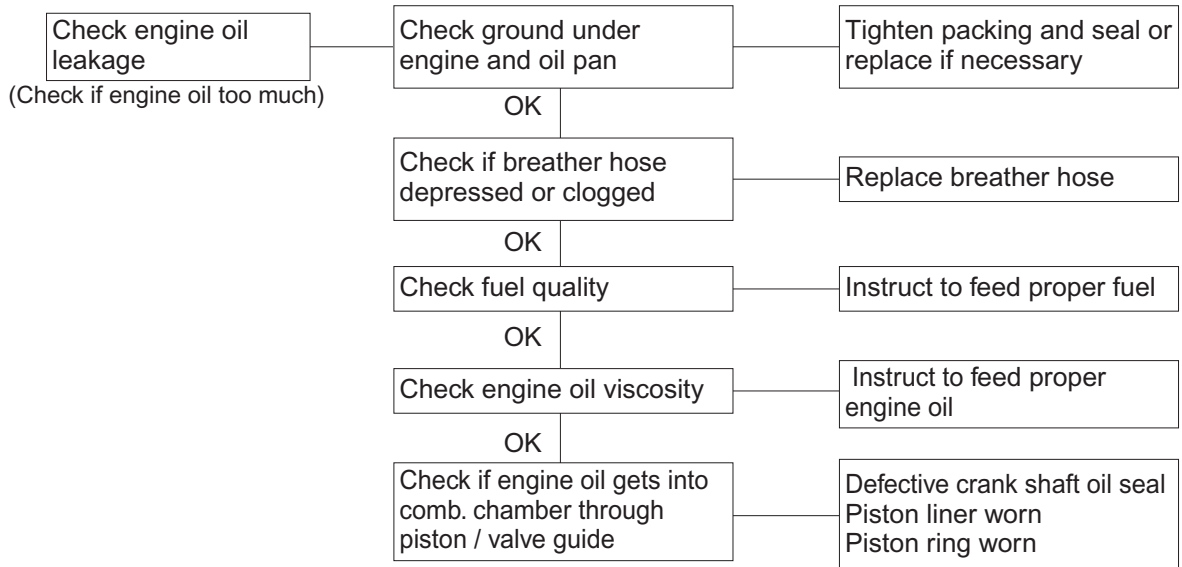 Check engine oil
leakage
(Check if engine oil too much)
Check ground under
engine and oil pan
Tighten packing and seal or
replace if necessary
OK
Check if breather hose
depressed or clogged
Replace breather hose
OK
Check fuel quality
Instruct to feed proper fuel
OK
Check engine oil viscosity
Instruct to feed proper
engine oil
OK
Check if engine oil gets into
comb. chamber through
piston / valve guide
Defective crank shaft oil seal
Piston liner worn
Piston ring worn